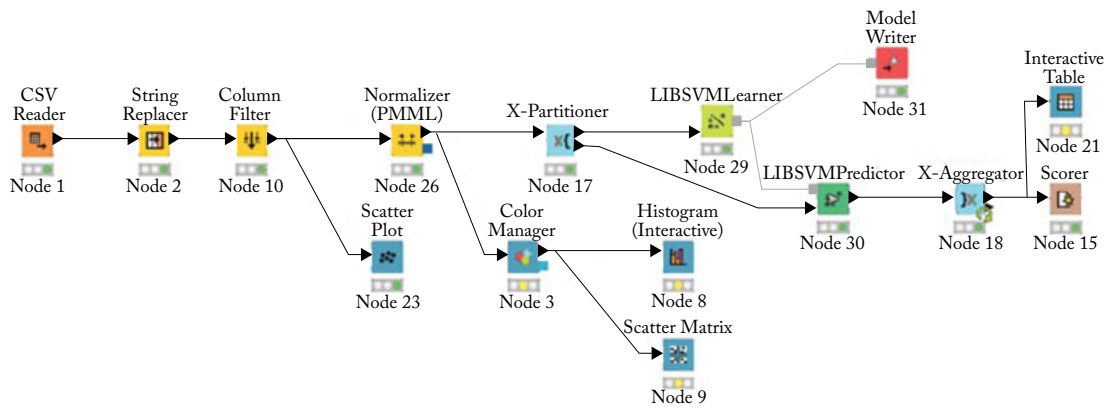 CSV
Reader
Node 1
String
Replacer
Node 2
Column
Filter
Node 10
Normalizer
(PMML)
Node 26
X-Partitioner
Node 17
LIBSVMLearner
Node 29
Model
Writer
Node 31
LIBSVMPredictor
Node 30
X-Aggregator
Node 18
Interactive
Table
Node 21
Scorer
Node 15
Scatter
Plot
Node 23
Color
Manager
Node 3
Histogram
(Interactive)
Node 8
Scatter Matrix
Node 9